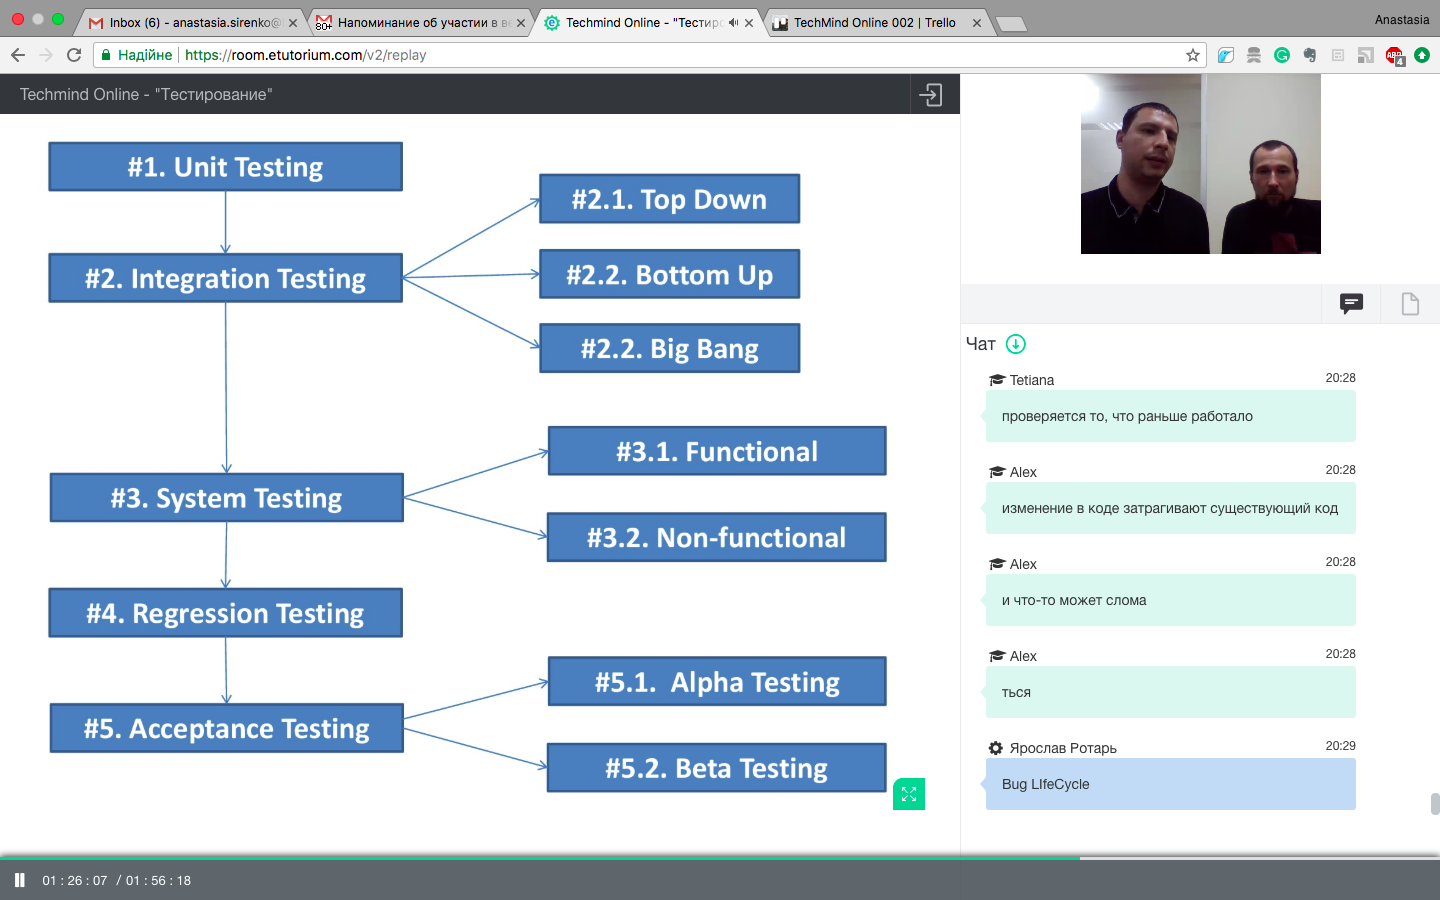 Inbox (6) - anastasia.sirenko@
Напоминание об участии в ве
Techmind Online - "Тестиро
TechMind Online 002 | Trello
Anastasia
Надійне
https://room.etutorium.com/v2/replay
Techmind Online - "Тестирование"
#1. Unit Testing
#2. Integration Testing
#2.1. Top Down
#2.2. Bottom Up
#2.2. Big Bang
#3. System Testing
#3.1. Functional
#3.2. Non-functional
#4. Regression Testing
#5. Acceptance Testing
#5.1. Alpha Testing
#5.2. Beta Testing
Чат
Tetiana 20:28
проверяется то, что раньше работало
Alex 20:28
изменение в коде затрагивают существующий код
Alex 20:28
и что-то может слома
Alex 20:28
ться
Ярослав Ротарь 20:29
Bug LIfeCycle
01 : 26 : 07 / 01 : 56 : 18
80+
ABP
4